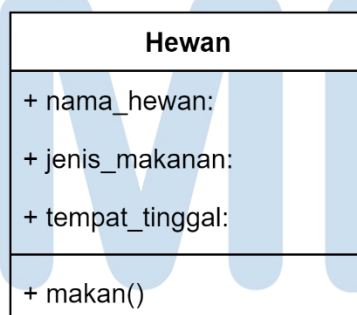 Hewan
+ nama_hewan:
+ jenis_makanan:
+ tempat_tinggal:
+ makan()